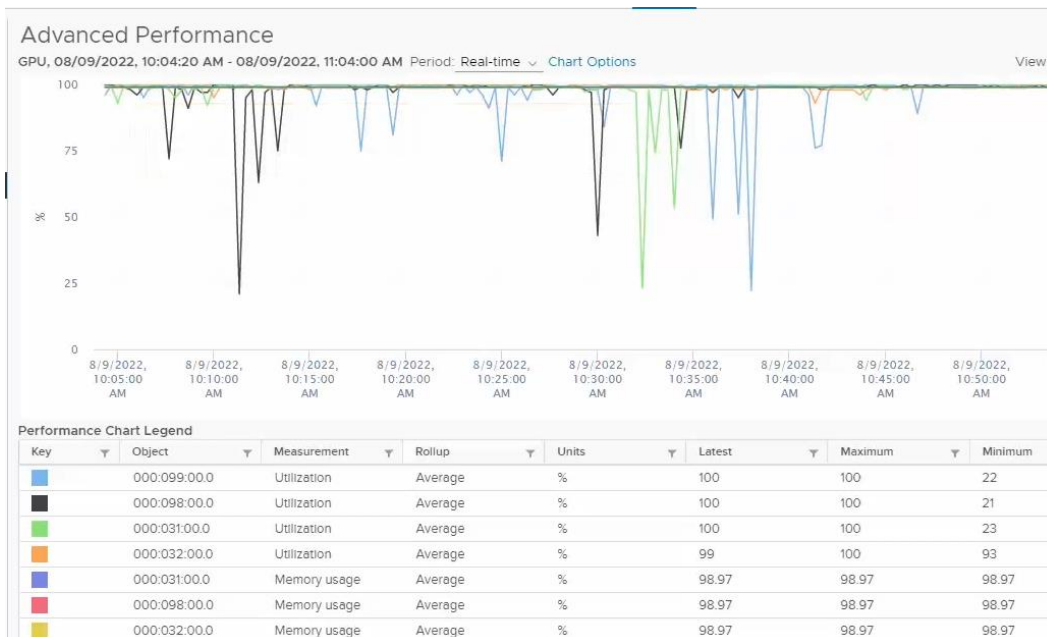 Advanced Performance
GPU, 08/09/2022, 10:04:20 AM - 08/09/2022, 11:04:00 AM Period: Real-time Chart Options View
100
75
%
50
25
0
8/9/2022, 8/9/2022, 8/9/2022, 8/9/2022, 8/9/2022, 8/9/2022, 8/9/2022, 8/9/2022, 8/9/2022, 8/9/2022,
10:05:00 10:10:00 10:15:00 10:20:00 10:25:00 10:30:00 10:35:00 10:40:00 10:45:00 10:50:00
AM AM AM AM AM AM AM AM AM AM
Performance Chart Legend
Key Object Measurement Rollup Units Latest Maximum Minimum
000:099:00.0 Utilization Average % 100 100 22
000:098:00.0 Utilization Average % 100 100 21
000:031:00.0 Utilization Average % 100 100 23
000:032:00.0 Utilization Average % 99 100 93
000:031:00.0 Memory usage Average % 98.97 98.97 98.97
000:098:00.0 Memory usage Average % 98.97 98.97 98.97
000:032:00.0 Memory usage Average % 98.97 98.97 98.97